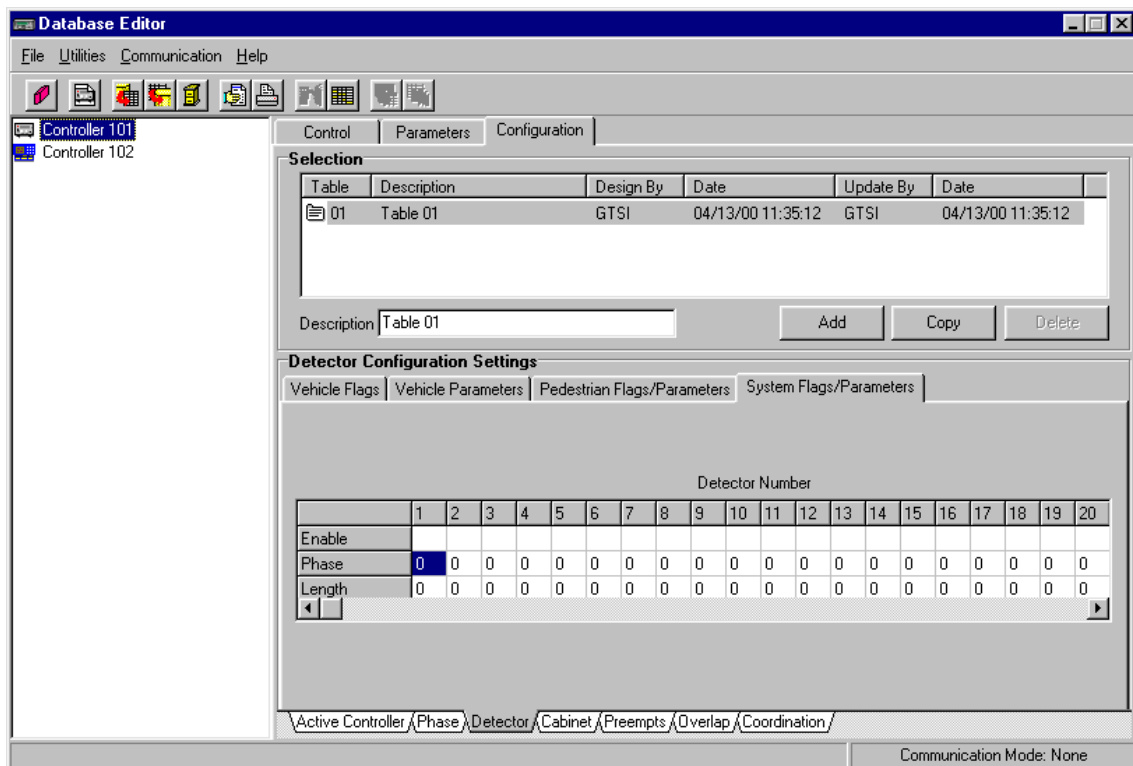 Database Editor
File Utilities Communication Help
Controller 101
Controller 102
Control Parameters Configuration
Selection
Table Description Design By Date Update By Date
01 Table 01 GTSI 04/13/00 11:35:12 GTSI 04/13/00 11:35:12
Description Table 01 Add Copy Delete
Detector Configuration Settings
Vehicle Flags Vehicle Parameters Pedestrian Flags/Parameters System Flags/Parameters
Detector Number
1 2 3 4 5 6 7 8 9 10 11 12 13 14 15 16 17 18 19 20
Enable
Phase 0 0 0 0 0 0 0 0 0 0 0 0 0 0 0 0 0 0 0 0
Length 0 0 0 0 0 0 0 0 0 0 0 0 0 0 0 0 0 0 0 0
Active Controller Phase Detector Cabinet Preempts Overlap Coordination
Communication Mode: None